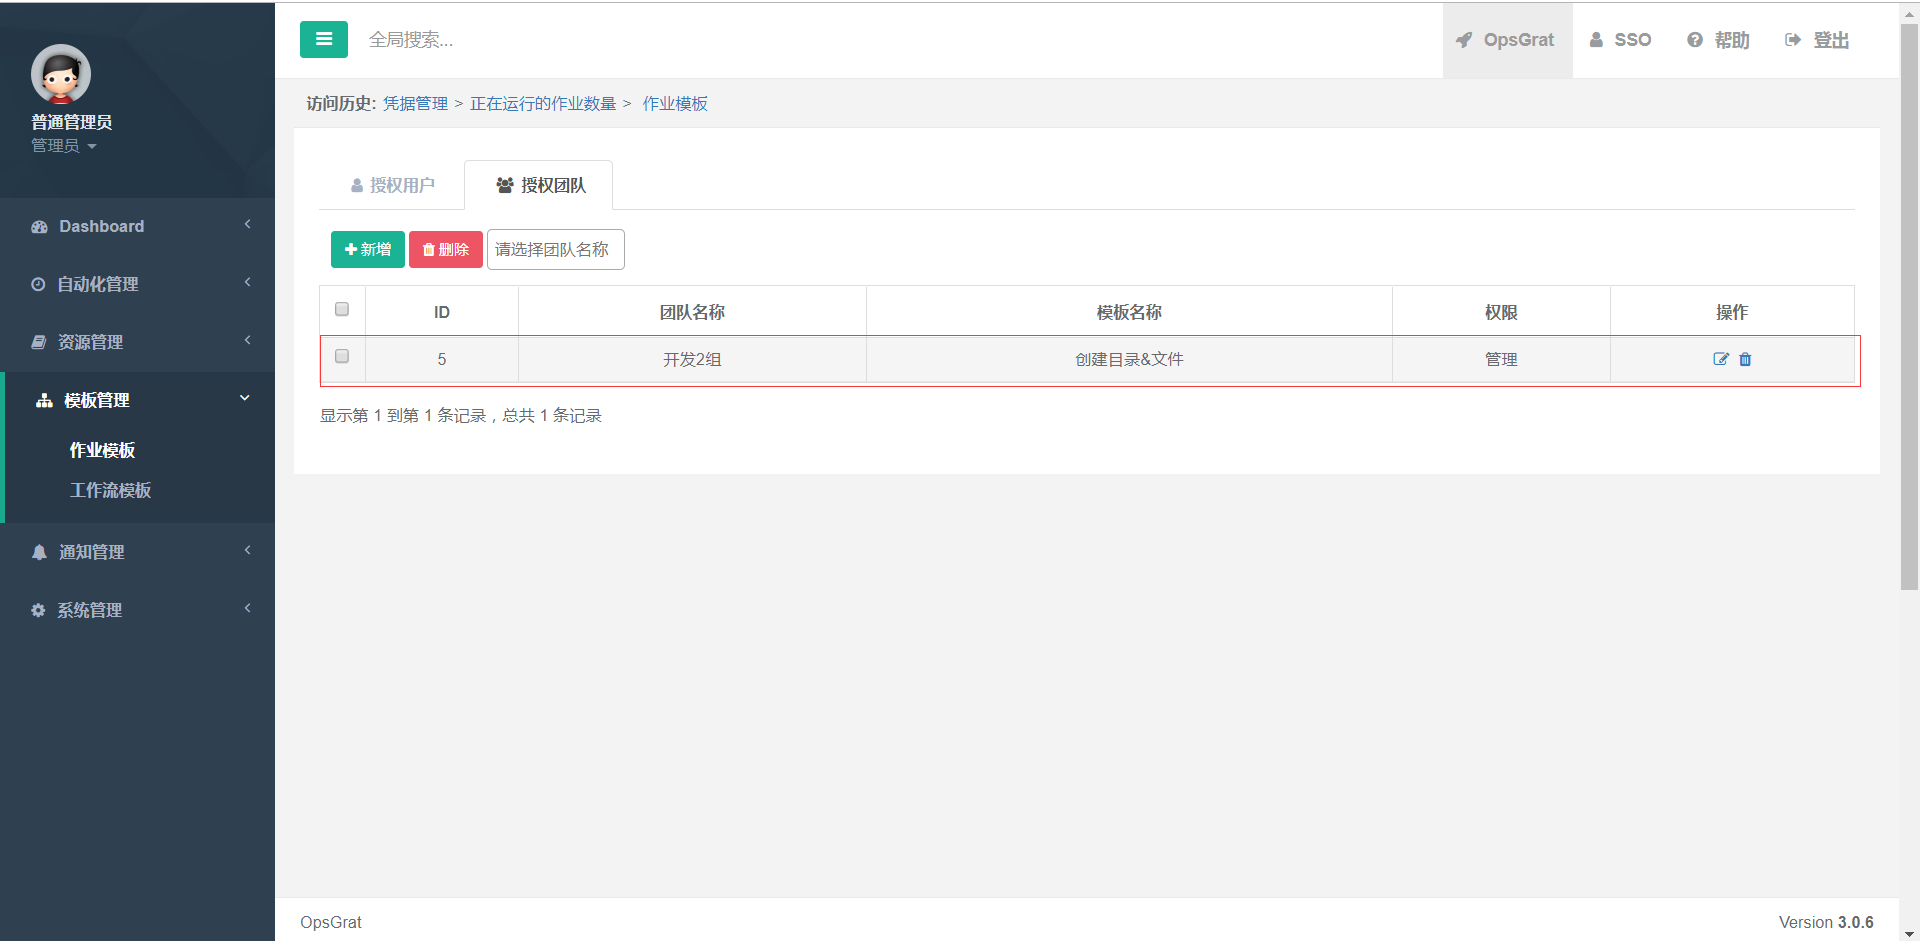 普通管理员
管理员
Dashboard
自动化管理
资源管理
模板管理
作业模板
工作流模板
通知管理
系统管理
全局搜索...
OpsGrat
SSO
帮助
登出
访问历史: 凭据管理 > 正在运行的作业数量 > 作业模板
授权用户
授权团队
新增
删除
请选择团队名称
ID 团队名称 模板名称 权限 操作
5 开发2组 创建目录&文件 管理
显示第 1 到第 1 条记录，总共 1 条记录
OpsGrat
Version 3.0.6